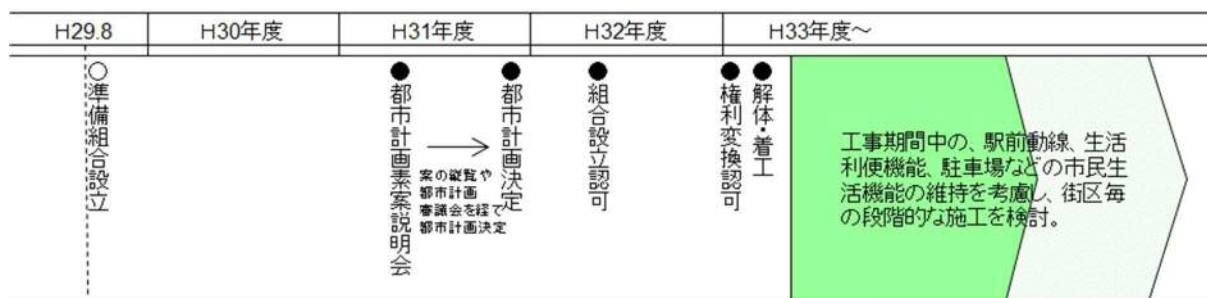 H29.8
H30年度
H31年度
H32年度
H33年度～
○準備組合設立
●都市計画素案説明会
案の縦覧や
都市計画
審議会を経て
都市計画決定
●都市計画決定
●組合設立認可
●権利変換認可
●解体・着工
工事期間中の、駅前動線、生活
利便機能、駐車場などの市民生
活機能の維持を考慮し、街区毎
の段階的な施工を検討。